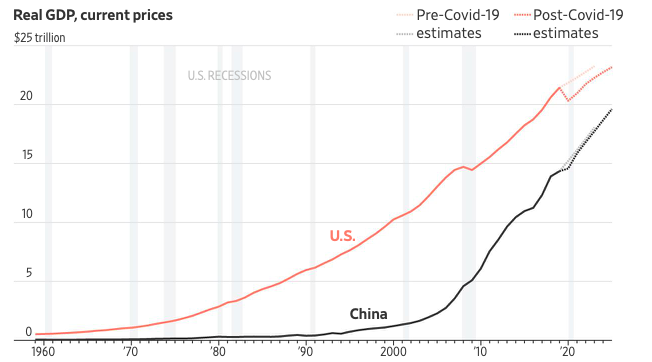 Real GDP, current prices
Pre-Covid-19 estimates
Post-Covid-19 estimates
$25 trillion
U.S. RECESSIONS
20
15
10
5
0
U.S.
China
1960 '70 '80 '90 2000 '10 '20